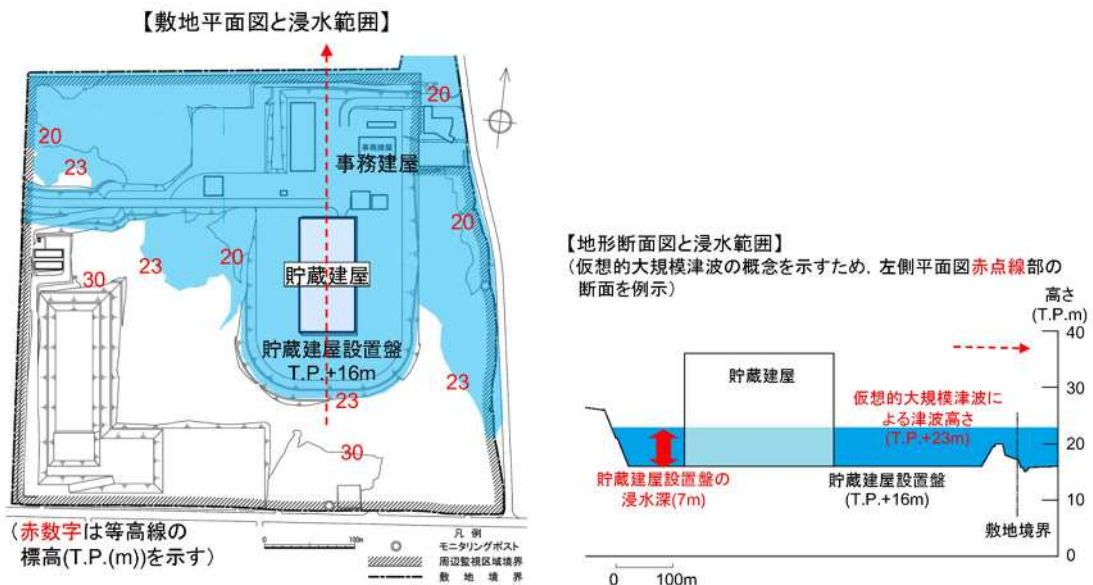 【敷地平面図と浸水範囲】
20
20
23
事務建屋
事務建屋
20
23
20
30
貯蔵建屋
貯蔵建屋設置盤
T.P.+16m
23
23
30
(赤数字は等高線の
標高(T.P.(m))を示す)
凡 例
モニタリングポスト
周辺監視区域境界
敷 地 境 界
0
100m
【地形断面図と浸水範囲】
(仮想的大規模津波の概念を示すため，左側平面図赤点線部の
断面を例示)
高さ
(T.P.m)
40
30
20
10
0
貯蔵建屋
仮想的大規模津波に
よる津波高さ
(T.P.+23m)
貯蔵建屋設置盤の
浸水深(7m)
貯蔵建屋設置盤
(T.P.+16m)
敷地境界
0
100m